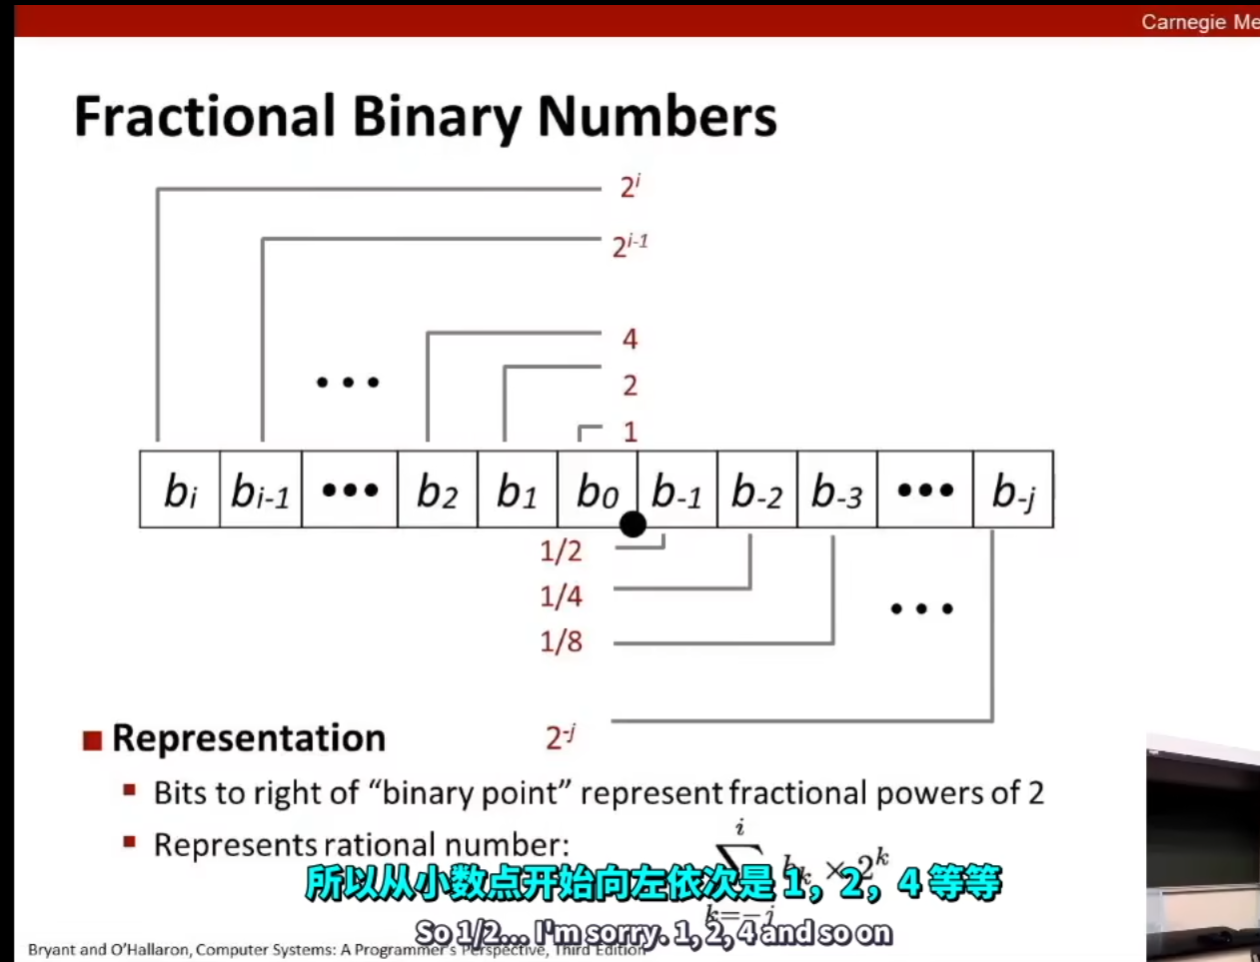 Carnegie Me
Fractional Binary Numbers
2^i
2^{i-1}
4
2
1
b_i b_{i-1} ••• b_2 b_1 b_0 b_{-1} b_{-2} b_{-3} ••• b_{-j}
1/2
1/4
1/8
2^{-j}
Representation
Bits to right of “binary point” represent fractional powers of 2
Represents rational number:
i
∑ b_k × 2^k
k=-j
所以从小数点开始向左依次是 1，2，4 等等
So 1/2... I'm sorry. 1, 2, 4 and so on
Bryant and O’Hallaron, Computer Systems: A Programmer’s Perspective, Third Edition